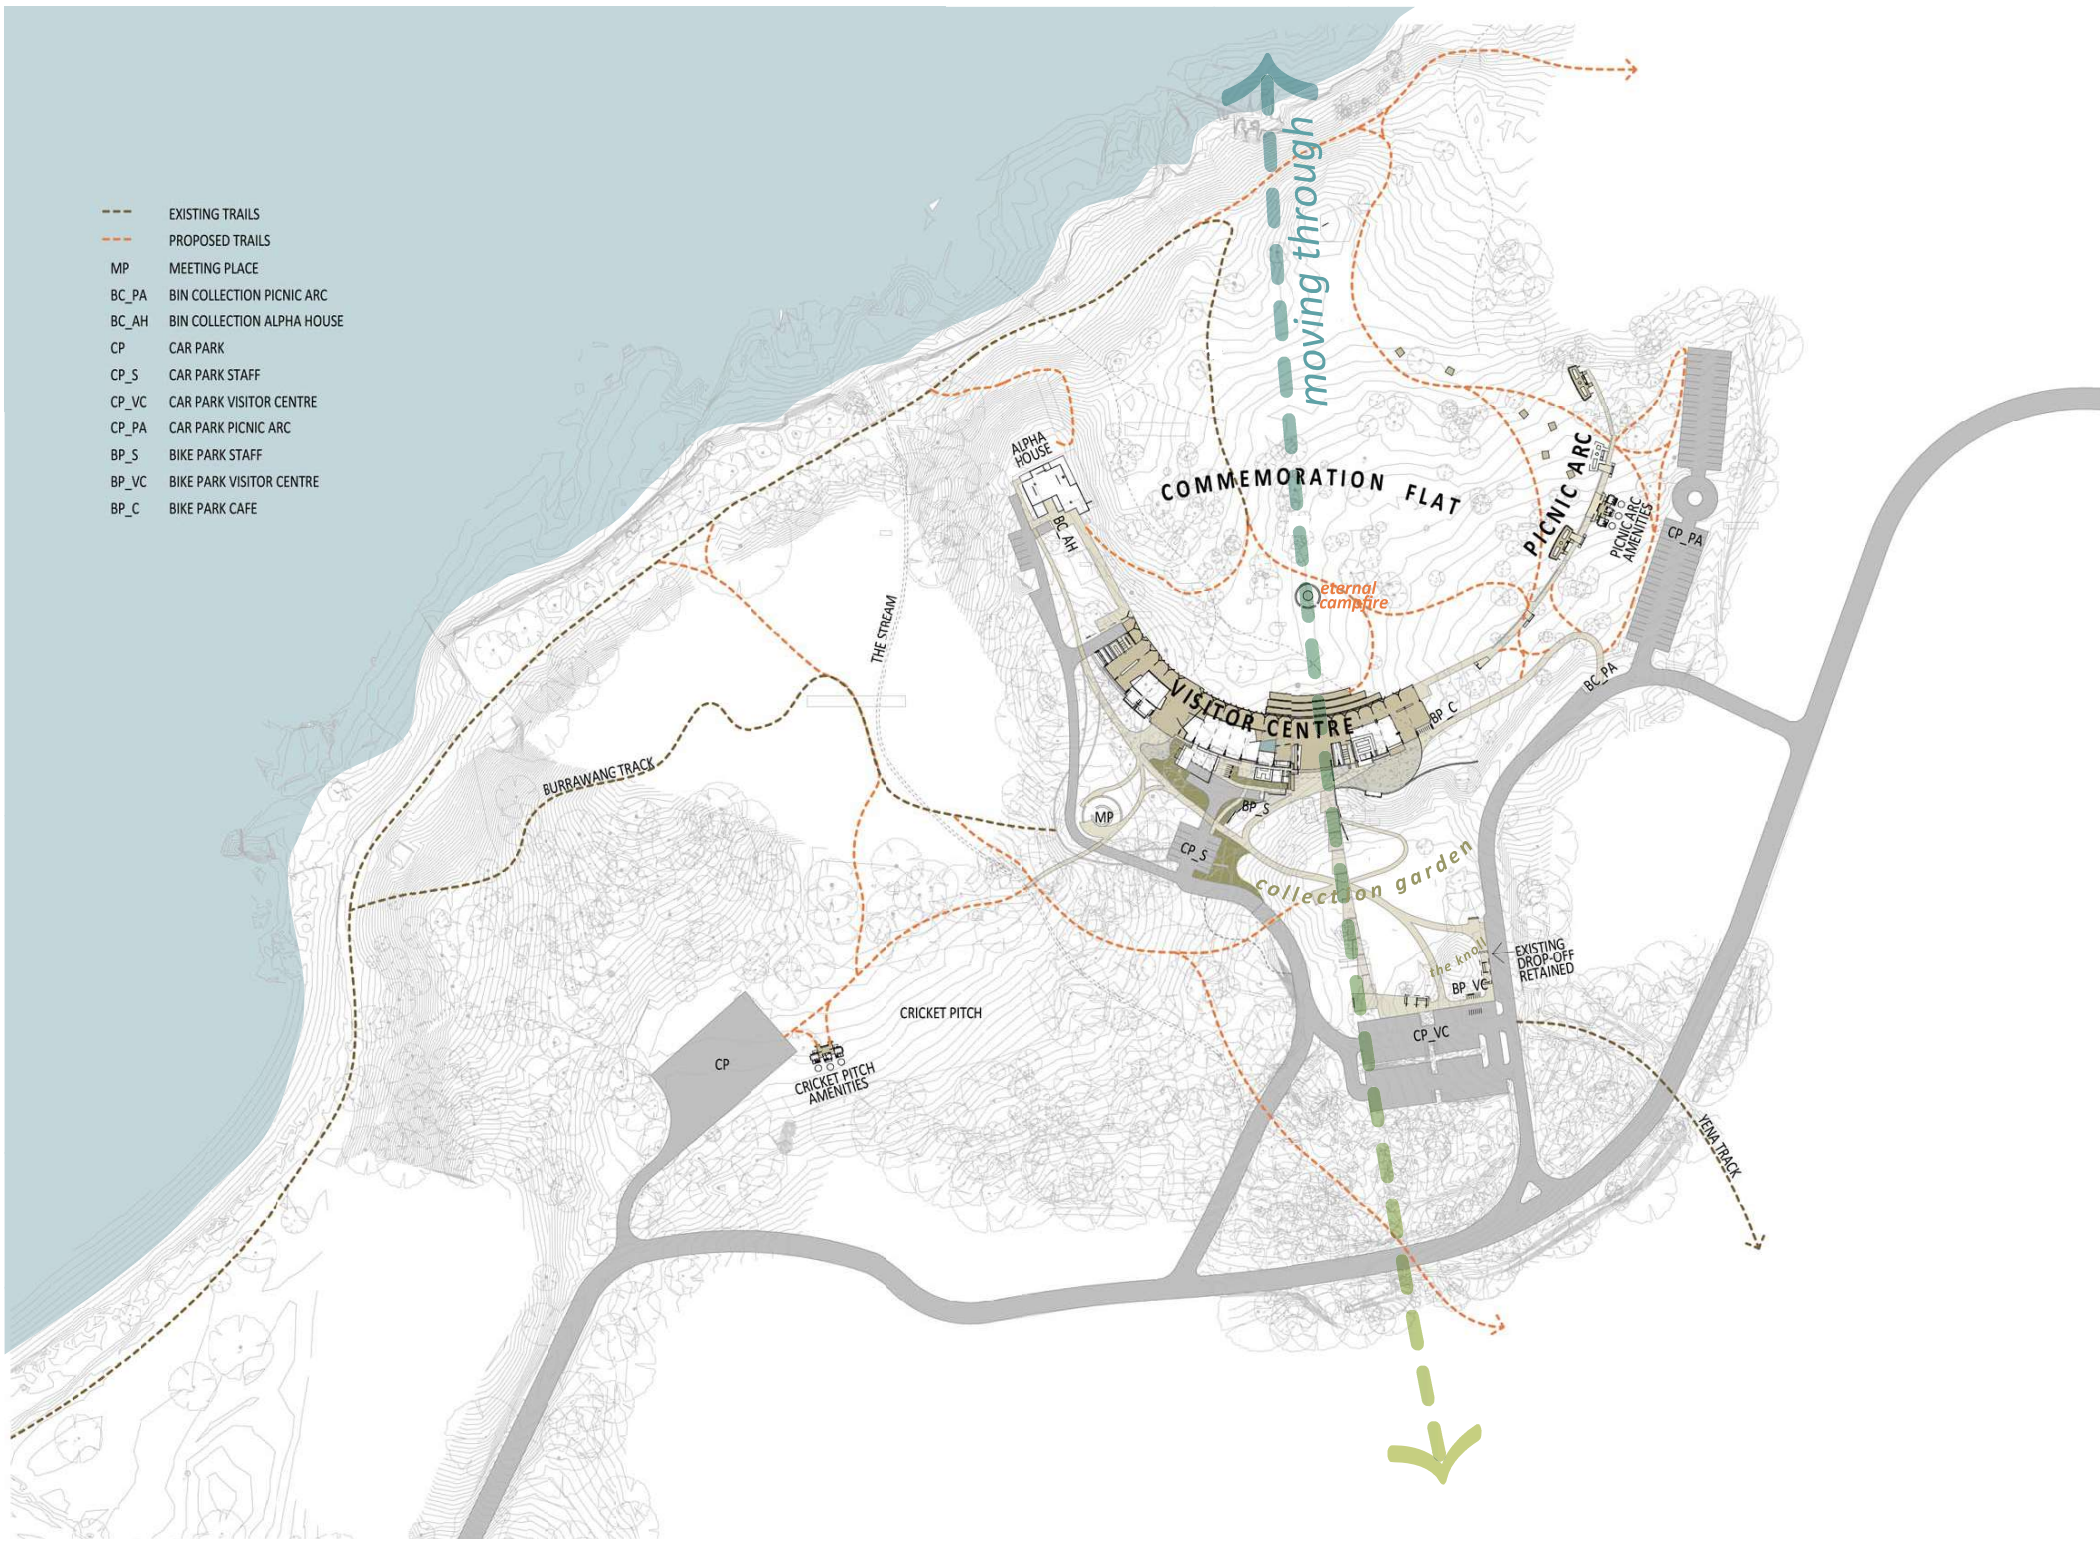 EXISTING TRAILS
PROPOSED TRAILS
MP MEETING PLACE
BC_PA BIN COLLECTION PICNIC ARC
BC_AH BIN COLLECTION ALPHA HOUSE
CP CAR PARK
CP_S CAR PARK STAFF
CP_VC CAR PARK VISITOR CENTRE
CP_PA CAR PARK PICNIC ARC
BP_S BIKE PARK STAFF
BP_VC BIKE PARK VISITOR CENTRE
BP_C BIKE PARK CAFE
moving through
ALPHA
HOUSE
BC_AH
COMMEMORATION FLAT
PICNIC ARC
PICNIC ARC
AMENITIES
CP_PA
eternal
campfire
THE STREAM
BC_PA
VISITOR CENTRE
BP_C
BURRAWANG TRACK
MP
BP_S
CP_S
collection garden
the knoll
EXISTING
DROP-OFF
RETAINED
BP_VC
CP_VC
CRICKET PITCH
CP
CRICKET PITCH
AMENITIES
YENA TRACK